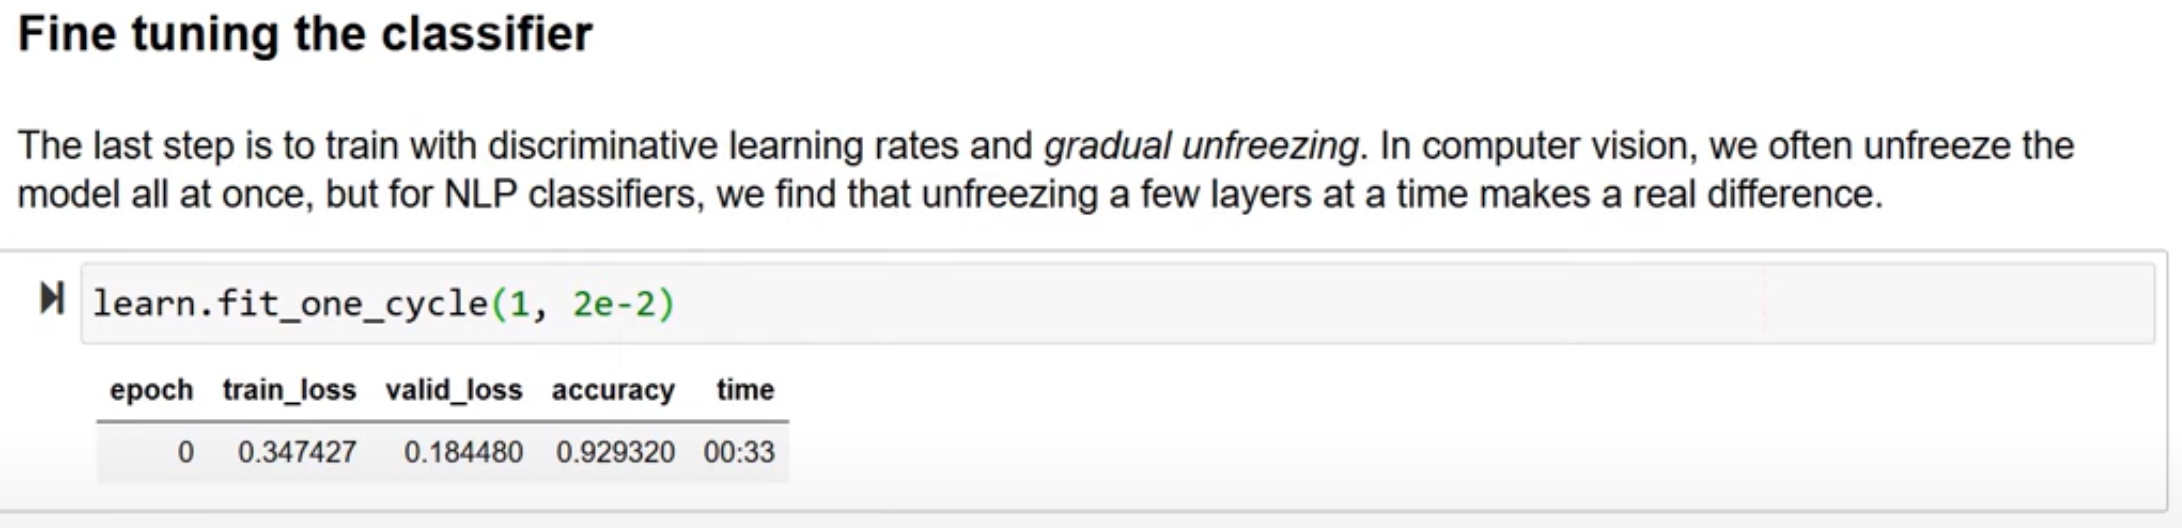 Fine tuning the classifier
The last step is to train with discriminative learning rates and gradual unfreezing. In computer vision, we often unfreeze the
model all at once, but for NLP classifiers, we find that unfreezing a few layers at a time makes a real difference.
learn.fit_one_cycle(1, 2e-2)
epoch train_loss valid_loss accuracy time
0 0.347427 0.184480 0.929320 00:33